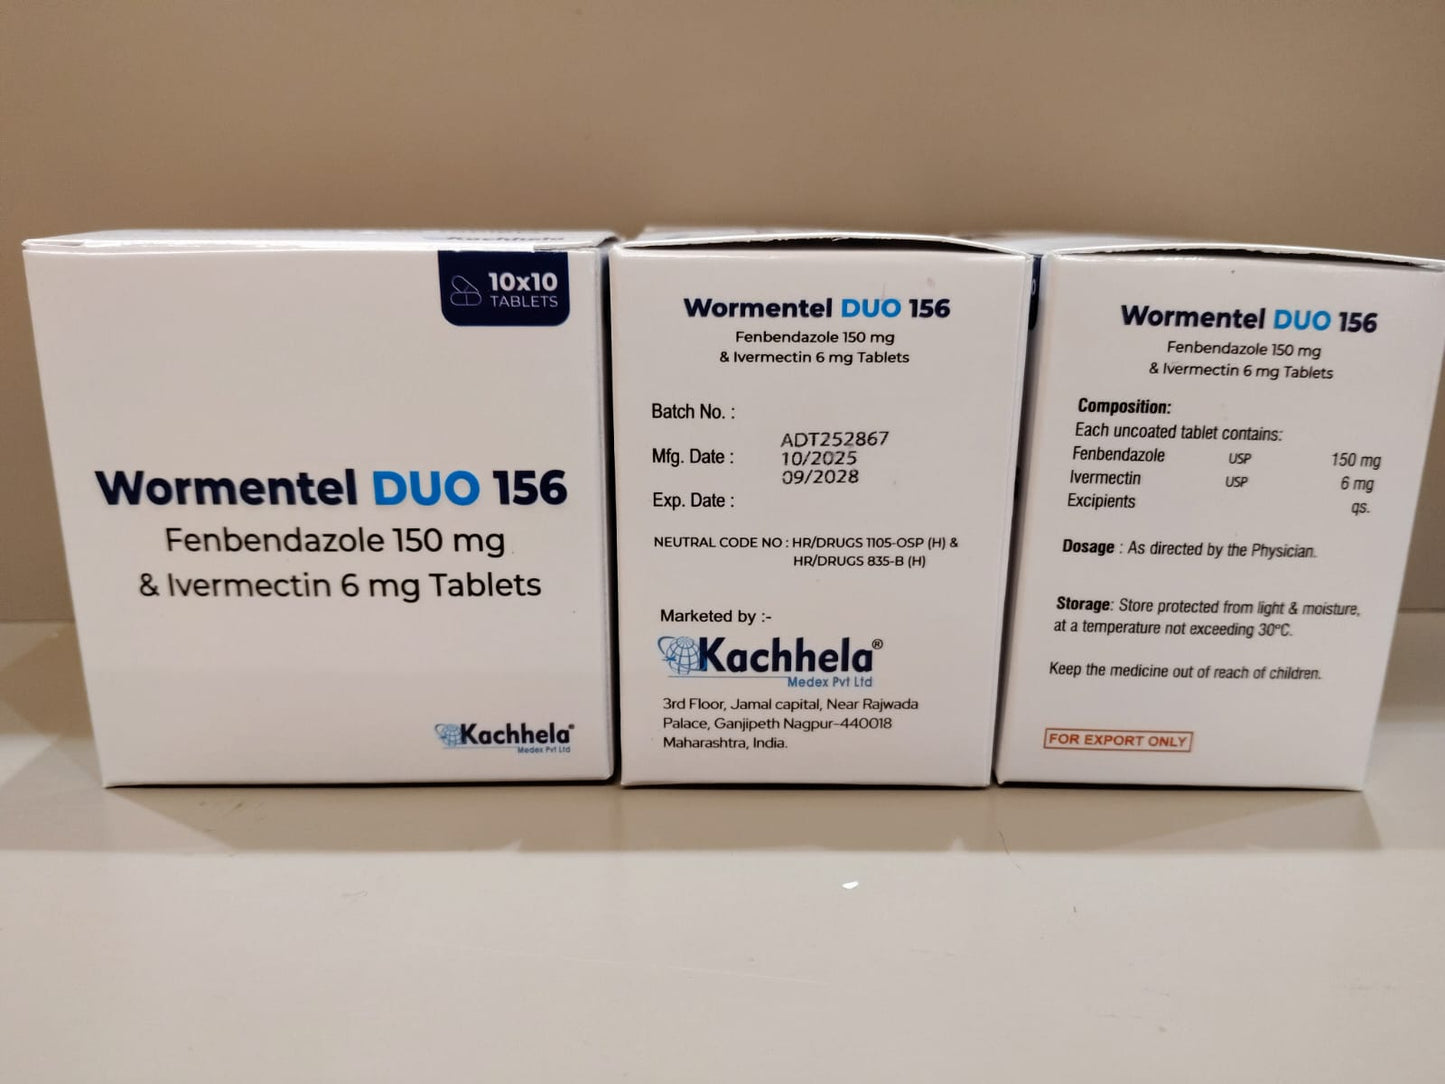 10x10
TABLETS
Wormentel DUO 156
Fenbendazole 150 mg
& Ivermectin 6 mg Tablets
Kachhela®
Medex Pvt Ltd
Kachhela
Wormentel DUO 156
Fenbendazole 150 mg
& Ivermectin 6 mg Tablets
Batch No. :
ADT252867
Mfg. Date : 10/2025
09/2028
Exp. Date :
NEUTRAL CODE NO : HR/DRUGS 1105-OSP (H) &
HR/DRUGS 835-B (H)
Marketed by :-
Kachhela®
Medex Pvt Ltd
3rd Floor, Jamal capital, Near Rajwada
Palace, Ganjipeth Nagpur-440018
Maharashtra, India.
Wormentel DUO 156
Fenbendazole 150 mg
& Ivermectin 6 mg Tablets
Composition:
Each uncoated tablet contains:
Fenbendazole USP 150 mg
Ivermectin USP 6 mg
Excipients qs.
Dosage : As directed by the Physician.
Storage: Store protected from light & moisture,
at a temperature not exceeding 30°C.
Keep the medicine out of reach of children.
FOR EXPORT ONLY